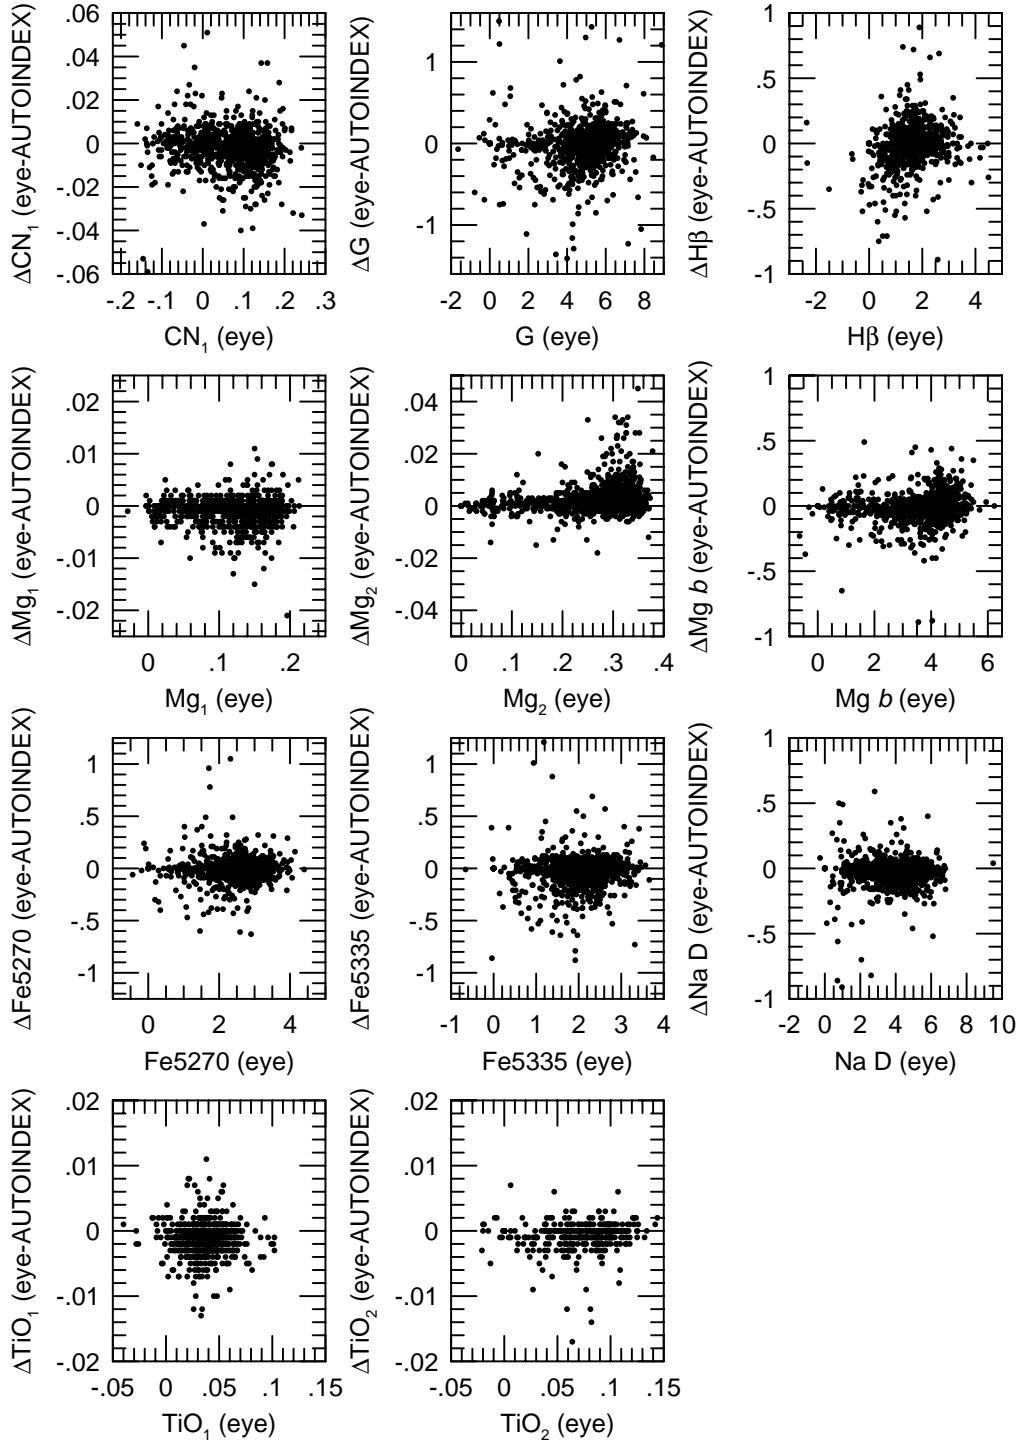 ΔCN₁ (eye-AUTOINDEX)
.06
.04
.02
0
-.02
-.04
-.06
-.2 -.1 0 .1 .2 .3
CN₁ (eye)
ΔG (eye-AUTOINDEX)
1
0
-1
-2 0 2 4 6 8
G (eye)
ΔHβ (eye-AUTOINDEX)
1
.5
0
-.5
-1
-2 0 2 4
Hβ (eye)
ΔMg₁ (eye-AUTOINDEX)
.02
.01
0
-.01
-.02
0 .1 .2
Mg₁ (eye)
ΔMg₂ (eye-AUTOINDEX)
.04
.02
0
-.02
-.04
0 .1 .2 .3 .4
Mg₂ (eye)
ΔMg b (eye-AUTOINDEX)
1
.5
0
-.5
-1
0 2 4 6
Mg b (eye)
ΔFe5270 (eye-AUTOINDEX)
1
.5
0
-.5
-1
0 2 4
Fe5270 (eye)
ΔFe5335 (eye-AUTOINDEX)
1
.5
0
-.5
-1
-1 0 1 2 3 4
Fe5335 (eye)
ΔNa D (eye-AUTOINDEX)
1
.5
0
-.5
-1
-2 0 2 4 6 8 10
Na D (eye)
ΔTiO₁ (eye-AUTOINDEX)
.02
.01
0
-.01
-.02
-.05 0 .05 .1 .15
TiO₁ (eye)
ΔTiO₂ (eye-AUTOINDEX)
.02
.01
0
-.01
-.02
-.05 0 .05 .1 .15
TiO₂ (eye)